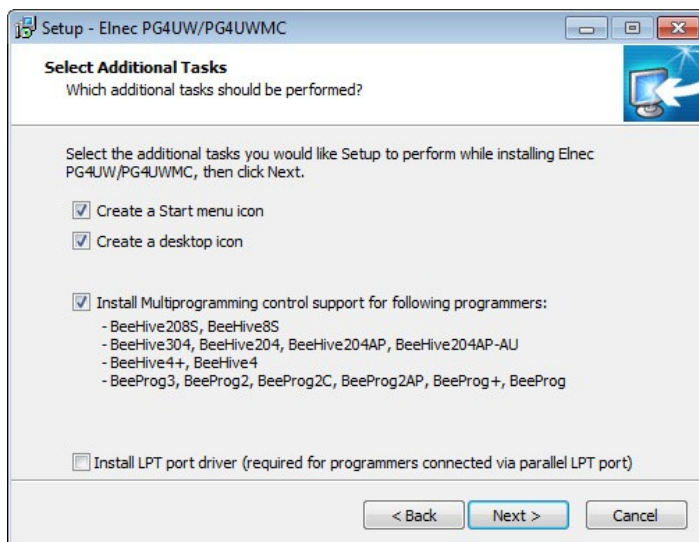 Setup - Elnec PG4UW/PG4UWMC
Select Additional Tasks
Which additional tasks should be performed?
Select the additional tasks you would like Setup to perform while installing Elnec
PG4UW/PG4UWMC, then click Next.
Create a Start menu icon
Create a desktop icon
Install Multiprogramming control support for following programmers:
- BeeHive208S, BeeHive8S
- BeeHive304, BeeHive204, BeeHive204AP, BeeHive204AP-AU
- BeeHive4+, BeeHive4
- BeeProg3, BeeProg2, BeeProg2C, BeeProg2AP, BeeProg+, BeeProg
Install LPT port driver (required for programmers connected via parallel LPT port)
< Back Next > Cancel